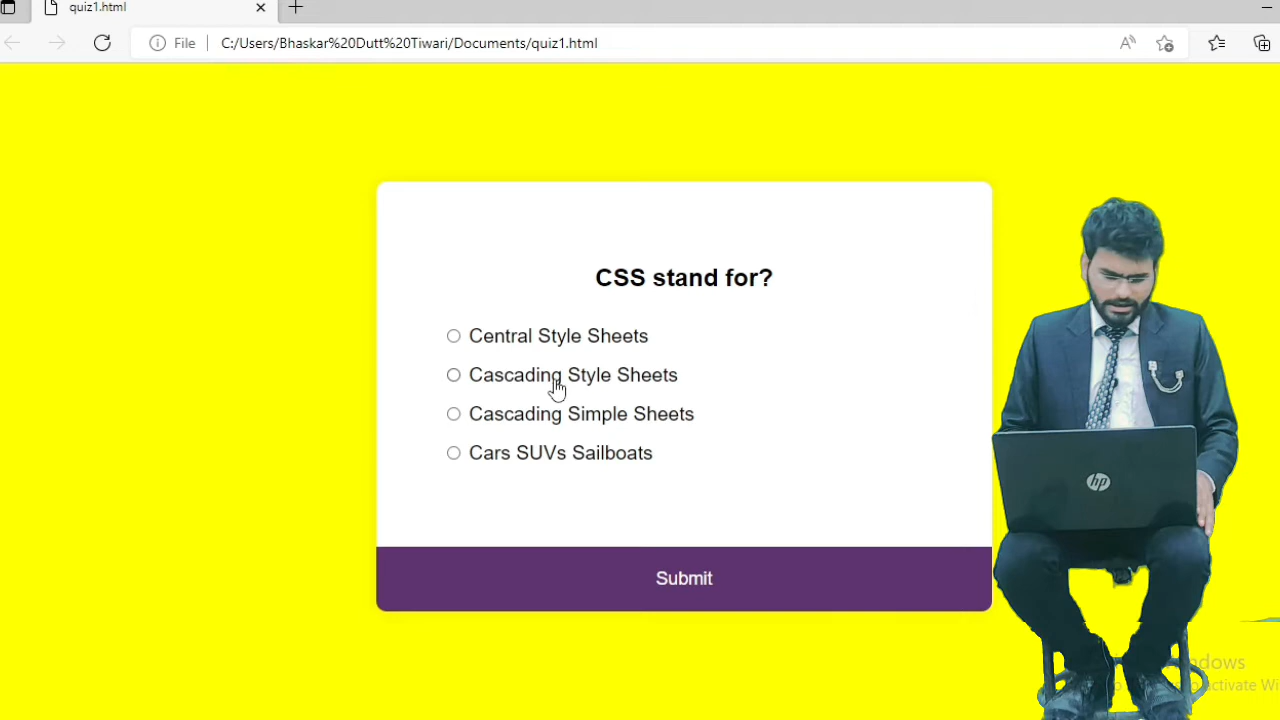 quiz1.html
File
C:/Users/Bhaskar%20Dutt%20Tiwari/Documents/quiz1.html
CSS stand for?
Central Style Sheets
Cascading Style Sheets
Cascading Simple Sheets
Cars SUVs Sailboats
Submit
hp